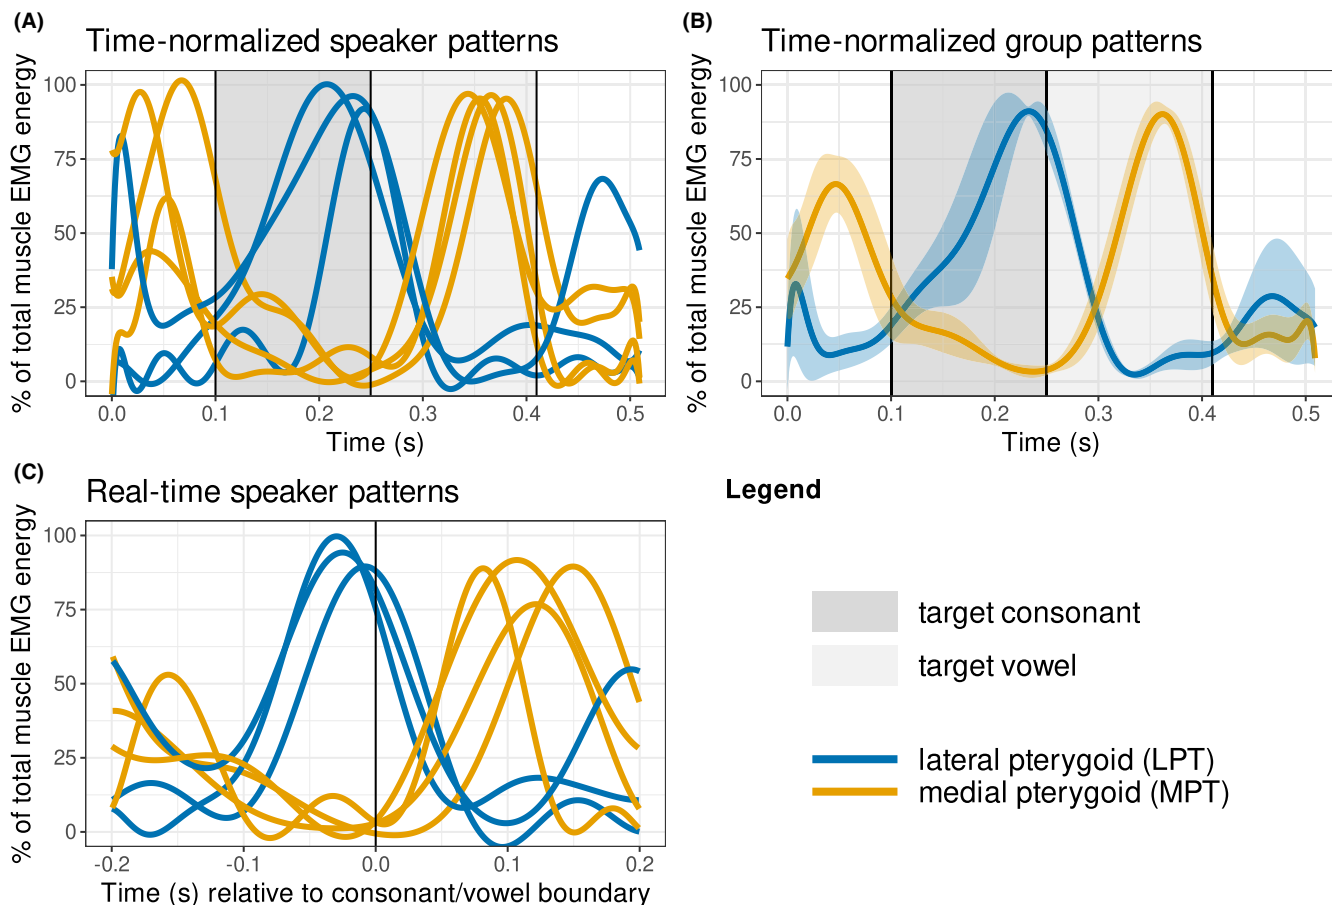 (A)
Time-normalized speaker patterns
% of total muscle EMG energy
100
75
50
25
0
0.0 0.1 0.2 0.3 0.4 0.5
Time (s)
(B)
Time-normalized group patterns
% of total muscle EMG energy
100
75
50
25
0
0.0 0.1 0.2 0.3 0.4 0.5
Time (s)
(C)
Real-time speaker patterns
% of total muscle EMG energy
100
75
50
25
0
-0.2 -0.1 0.0 0.1 0.2
Time (s) relative to consonant/vowel boundary
Legend
target consonant
target vowel
lateral pterygoid (LPT)
medial pterygoid (MPT)